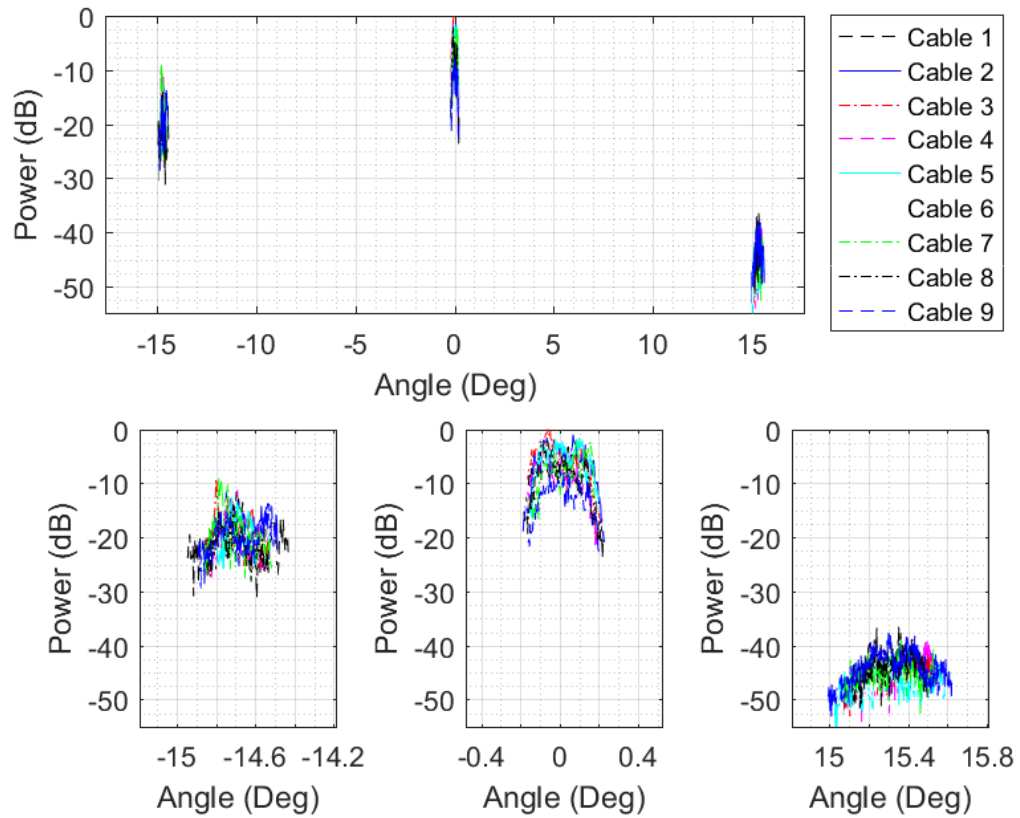 0
-10
-20
-30
-40
-50
Power (dB)
-15 -10 -5 0 5 10 15
Angle (Deg)
Cable 1
Cable 2
Cable 3
Cable 4
Cable 5
Cable 6
Cable 7
Cable 8
Cable 9
0
-10
-20
-30
-40
-50
Power (dB)
-15 -14.6 -14.2
Angle (Deg)
0
-10
-20
-30
-40
-50
Power (dB)
-0.4 0 0.4
Angle (Deg)
0
-10
-20
-30
-40
-50
Power (dB)
15 15.4 15.8
Angle (Deg)